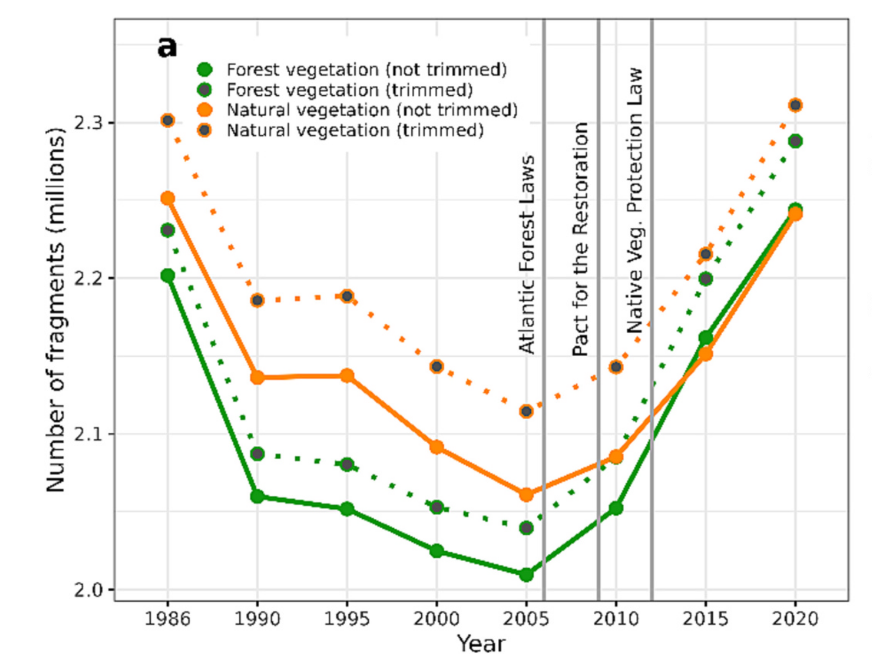 a
Forest vegetation (not trimmed)
Forest vegetation (trimmed)
Natural vegetation (not trimmed)
Natural vegetation (trimmed)
Number of fragments (millions)
2.3
2.2
2.1
2.0
Atlantic Forest Laws
Pact for the Restoration
Native Veg. Protection Law
1986 1990 1995 2000 2005 2010 2015 2020
Year